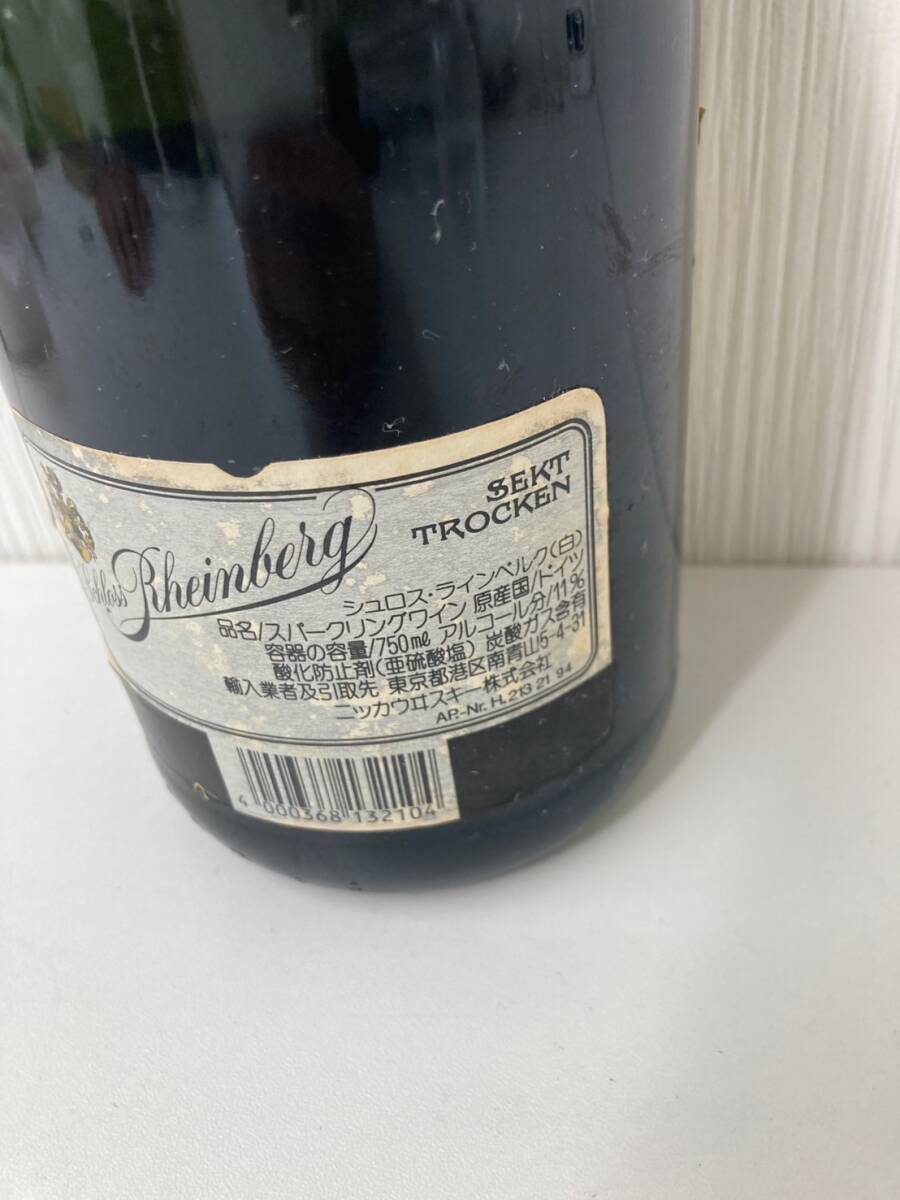 Schloss Rheinberg
SEKT
TROCKEN
シュロス・ラインベルク(白)
品名/スパークリングワイン 原産国/ドイツ
容器の容量/750ml アルコール分/11%
酸化防止剤(亜硫酸塩) 炭酸ガス含有
輸入業者及引取先 東京都港区南青山5-4-31
ニッカウヰスキー株式会社
AP.-Nr. H. 213 21 94
4 000368 132104